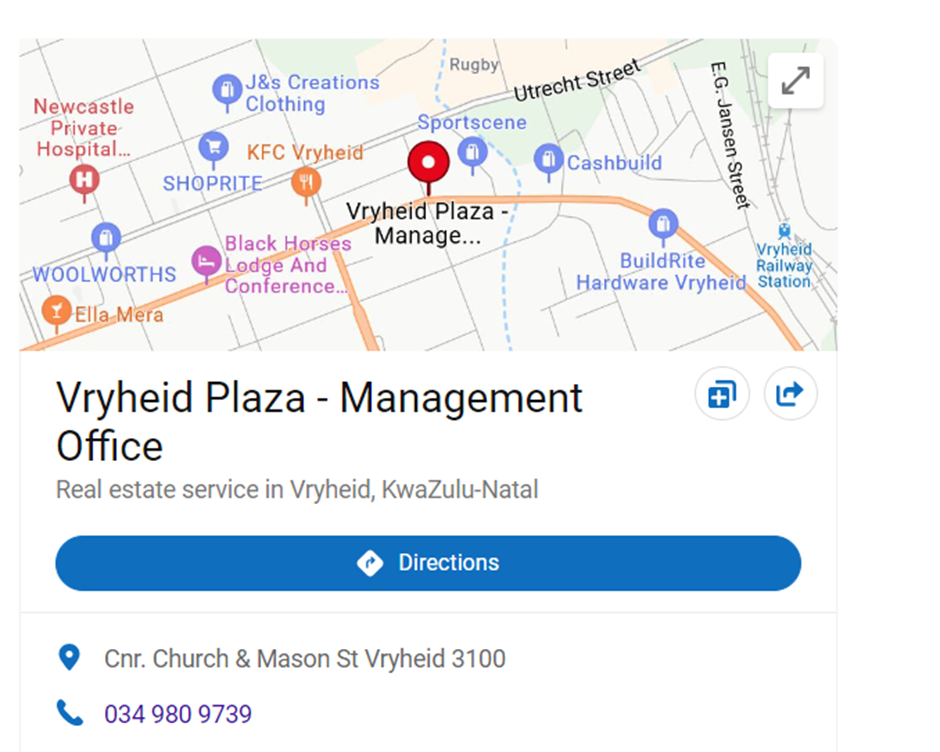 Rugby
Utrecht Street
E.G. Jansen Street
J&s Creations
Clothing
Newcastle
Private
Hospital...
Sportscene
KFC Vryheid
SHOPRITE
Cashbuild
Vryheid Plaza -
Manage...
Black Horses
Lodge And
Conference...
WOOLWORTHS
BuildRite
Hardware Vryheid
Vryheid
Railway
Station
Ella Mera
Vryheid Plaza - Management
Office
Real estate service in Vryheid, KwaZulu-Natal
Directions
Cnr. Church & Mason St Vryheid 3100
034 980 9739